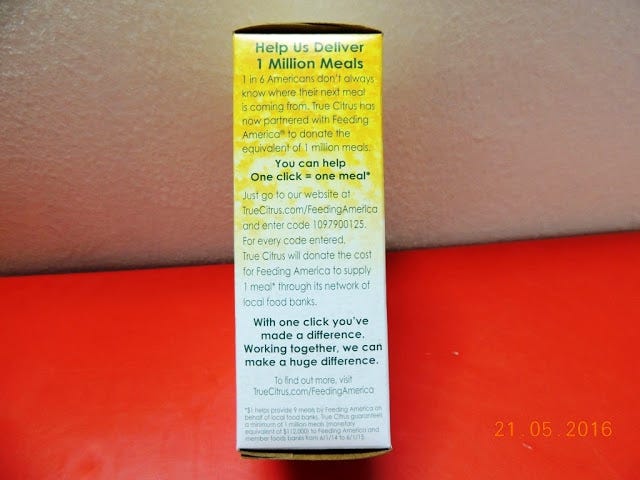 Help Us Deliver
1 Million Meals
1 in 6 Americans don't always
know where their next meal
is coming from. True Citrus has
now partnered with Feeding
America® to donate the
equivalent of 1 million meals.
You can help
One click = one meal*
Just go to our website at
TrueCitrus.com/FeedingAmerica
and enter code 1097900125.
For every code entered,
True Citrus will donate the cost
for Feeding America to supply
1 meal* through its network of
local food banks.
With one click you've
made a difference.
Working together, we can
make a huge difference.
To find out more, visit
TrueCitrus.com/FeedingAmerica
*$1 helps provide 9 meals by Feeding America on
behalf of local food banks. True Citrus guarantees
a minimum of 1 million meals (monetary
equivalent of $112,000) to Feeding America and
member foods banks from 6/1/14 to 6/1/15.
21.05.2016